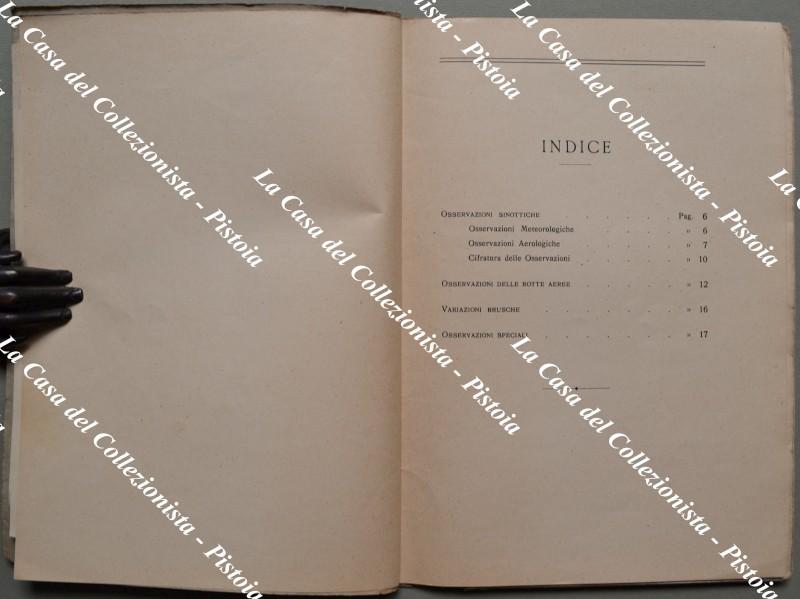 INDICE
OSSERVAZIONI SINOTTICHE . . . . . . Pag. 6
Osservazioni Meteorologiche . . . . . » 6
Osservazioni Aerologiche . . . . . » 7
Cifratura delle Osservazioni . . . . . » 10
OSSERVAZIONI DELLE ROTTE AEREE . . . . . » 12
VARIAZIONI BRUSCHE . . . . . . » 16
OSSERVAZIONI SPECIALI . . . . . . » 17
La Casa del Collezionista - Pistoia
La Casa del Collezionista - Pistoia
La Casa del Collezionista - Pistoia
La Casa del Collezionista - Pistoia
La Casa del Collezionista - Pistoia
La Casa del Collezionista - Pistoia